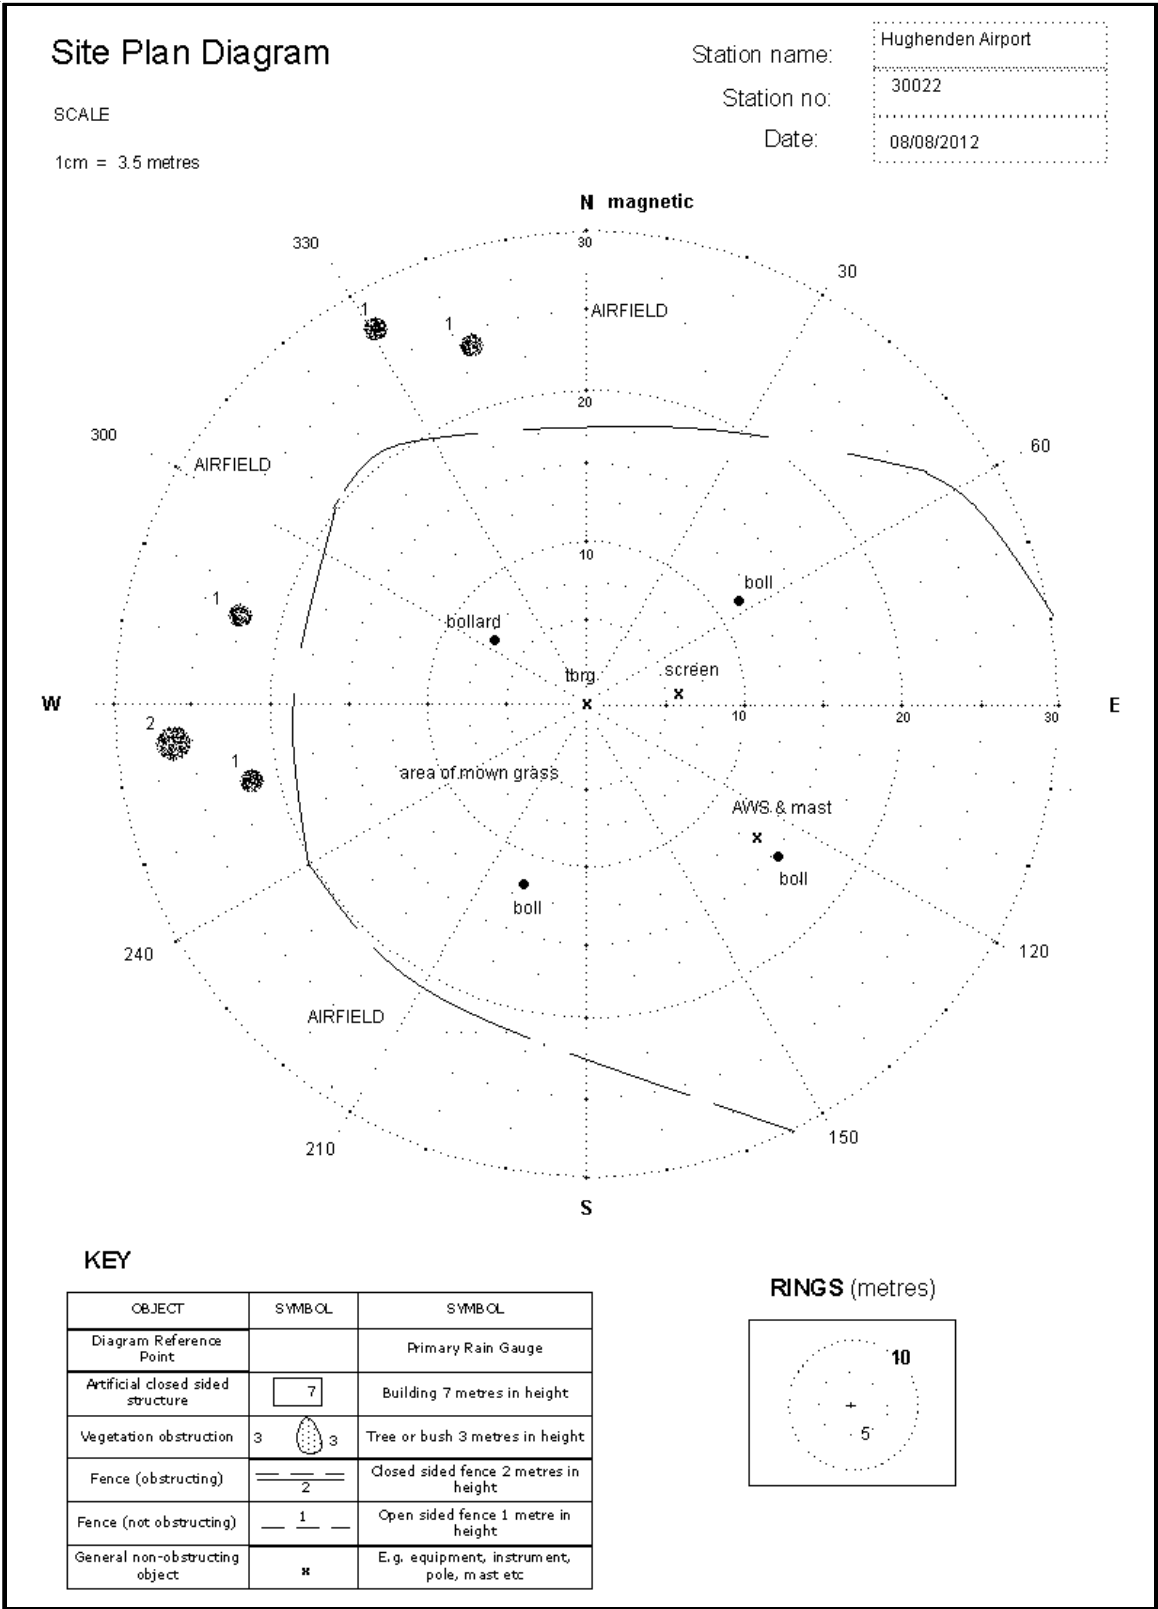 Site Plan Diagram
Station name:
Hughenden Airport
Station no:
30022
Date:
08/08/2012
SCALE
1cm = 3.5 metres
N magnetic
330
30
30
1
1
AIRFIELD
20
300
60
AIRFIELD
10
boll
1
bollard
tbrg
screen
W
10
20
30
E
2
1
area of mown grass
AWS & mast
boll
boll
240
120
AIRFIELD
210
150
S
KEY
OBJECT
SYMBOL
SYMBOL
Diagram Reference
Point
Primary Rain Gauge
Artificial closed sided
structure
7
Building 7 metres in height
Vegetation obstruction
3
3
Tree or bush 3 metres in height
Fence (obstructing)
2
Closed sided fence 2 metres in
height
Fence (not obstructing)
1
Open sided fence 1 metre in
height
General non-obstructing
object
x
E.g. equipment, instrument,
pole, mast etc
RINGS (metres)
10
5